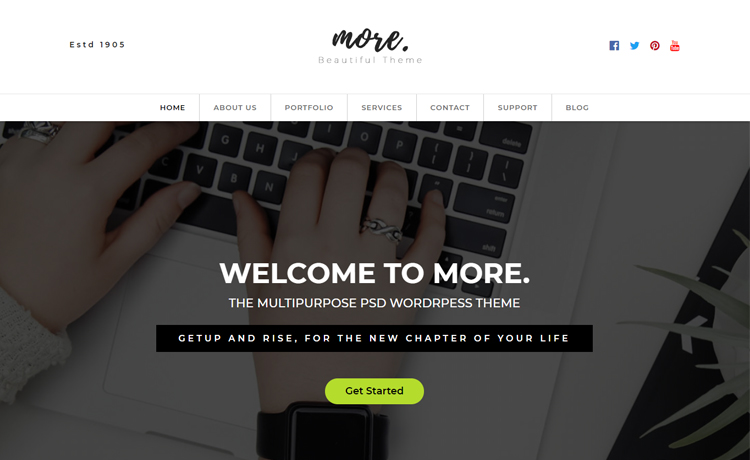 Estd 1905
more.
Beautiful Theme
HOME
ABOUT US
PORTFOLIO
SERVICES
CONTACT
SUPPORT
BLOG
WELCOME TO MORE.
THE MULTIPURPOSE PSD WORDRPESS THEME
GETUP AND RISE, FOR THE NEW CHAPTER OF YOUR LIFE
Get Started